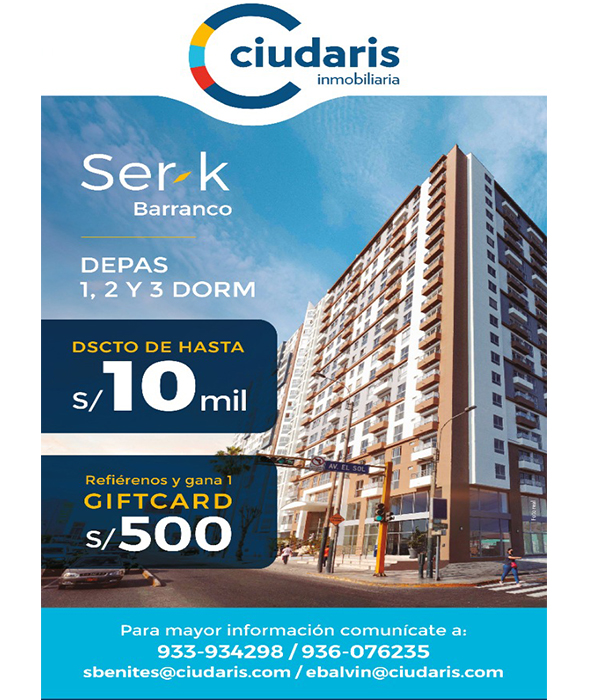 ciudaris
inmobiliaria
Ser-k
Barranco
DEPAS
1, 2 Y 3 DORM
DSCTO DE HASTA
S/10 mil
Refiérenos y gana 1
GIFTCARD
S/500
AV. EL SOL
Para mayor información comunícate a:
933-934298 / 936-076235
sbenites@ciudaris.com / ebalvin@ciudaris.com